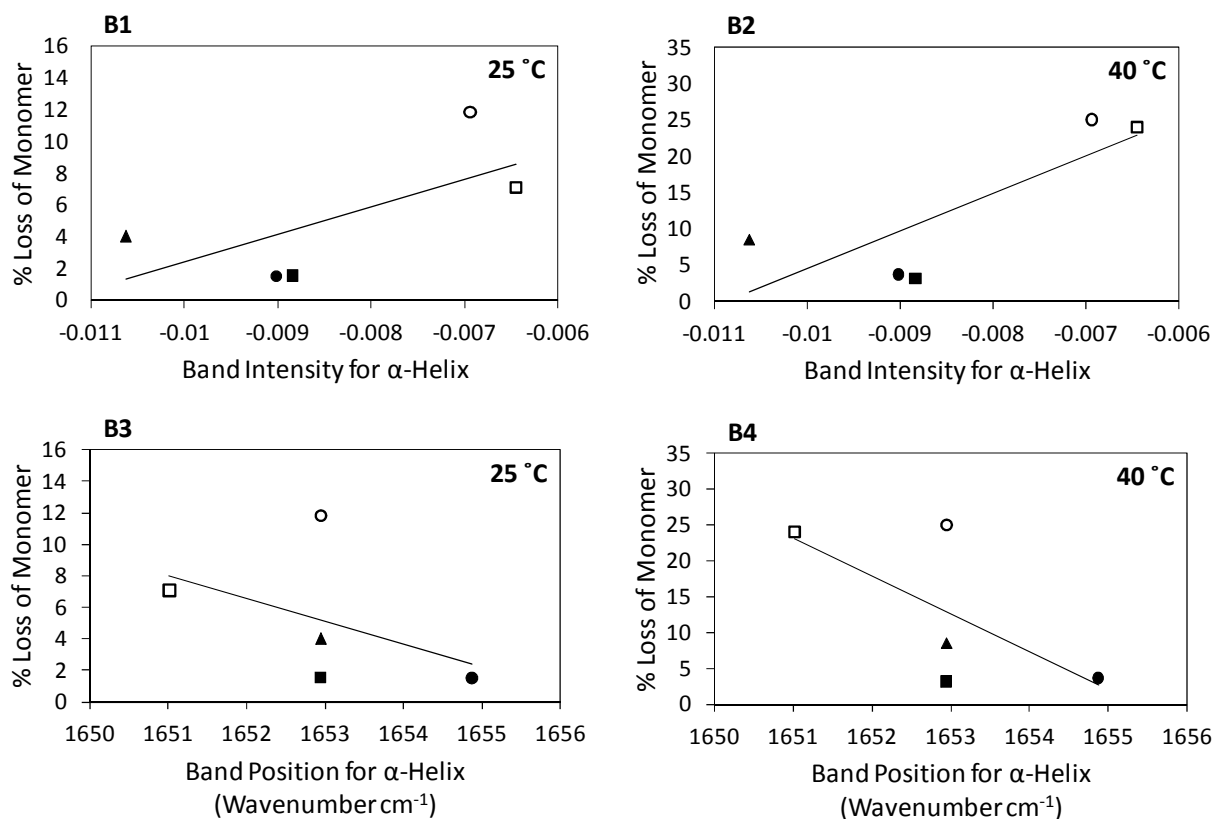 B1
25 °C
% Loss of Monomer
16
14
12
10
8
6
4
2
0
-0.011 -0.01 -0.009 -0.008 -0.007 -0.006
Band Intensity for α-Helix
B2
40 °C
% Loss of Monomer
35
30
25
20
15
10
5
0
-0.011 -0.01 -0.009 -0.008 -0.007 -0.006
Band Intensity for α-Helix
B3
25 °C
% Loss of Monomer
16
14
12
10
8
6
4
2
0
1650 1651 1652 1653 1654 1655 1656
Band Position for α-Helix
(Wavenumber cm⁻¹)
B4
40 °C
% Loss of Monomer
35
30
25
20
15
10
5
0
1650 1651 1652 1653 1654 1655 1656
Band Position for α-Helix
(Wavenumber cm⁻¹)